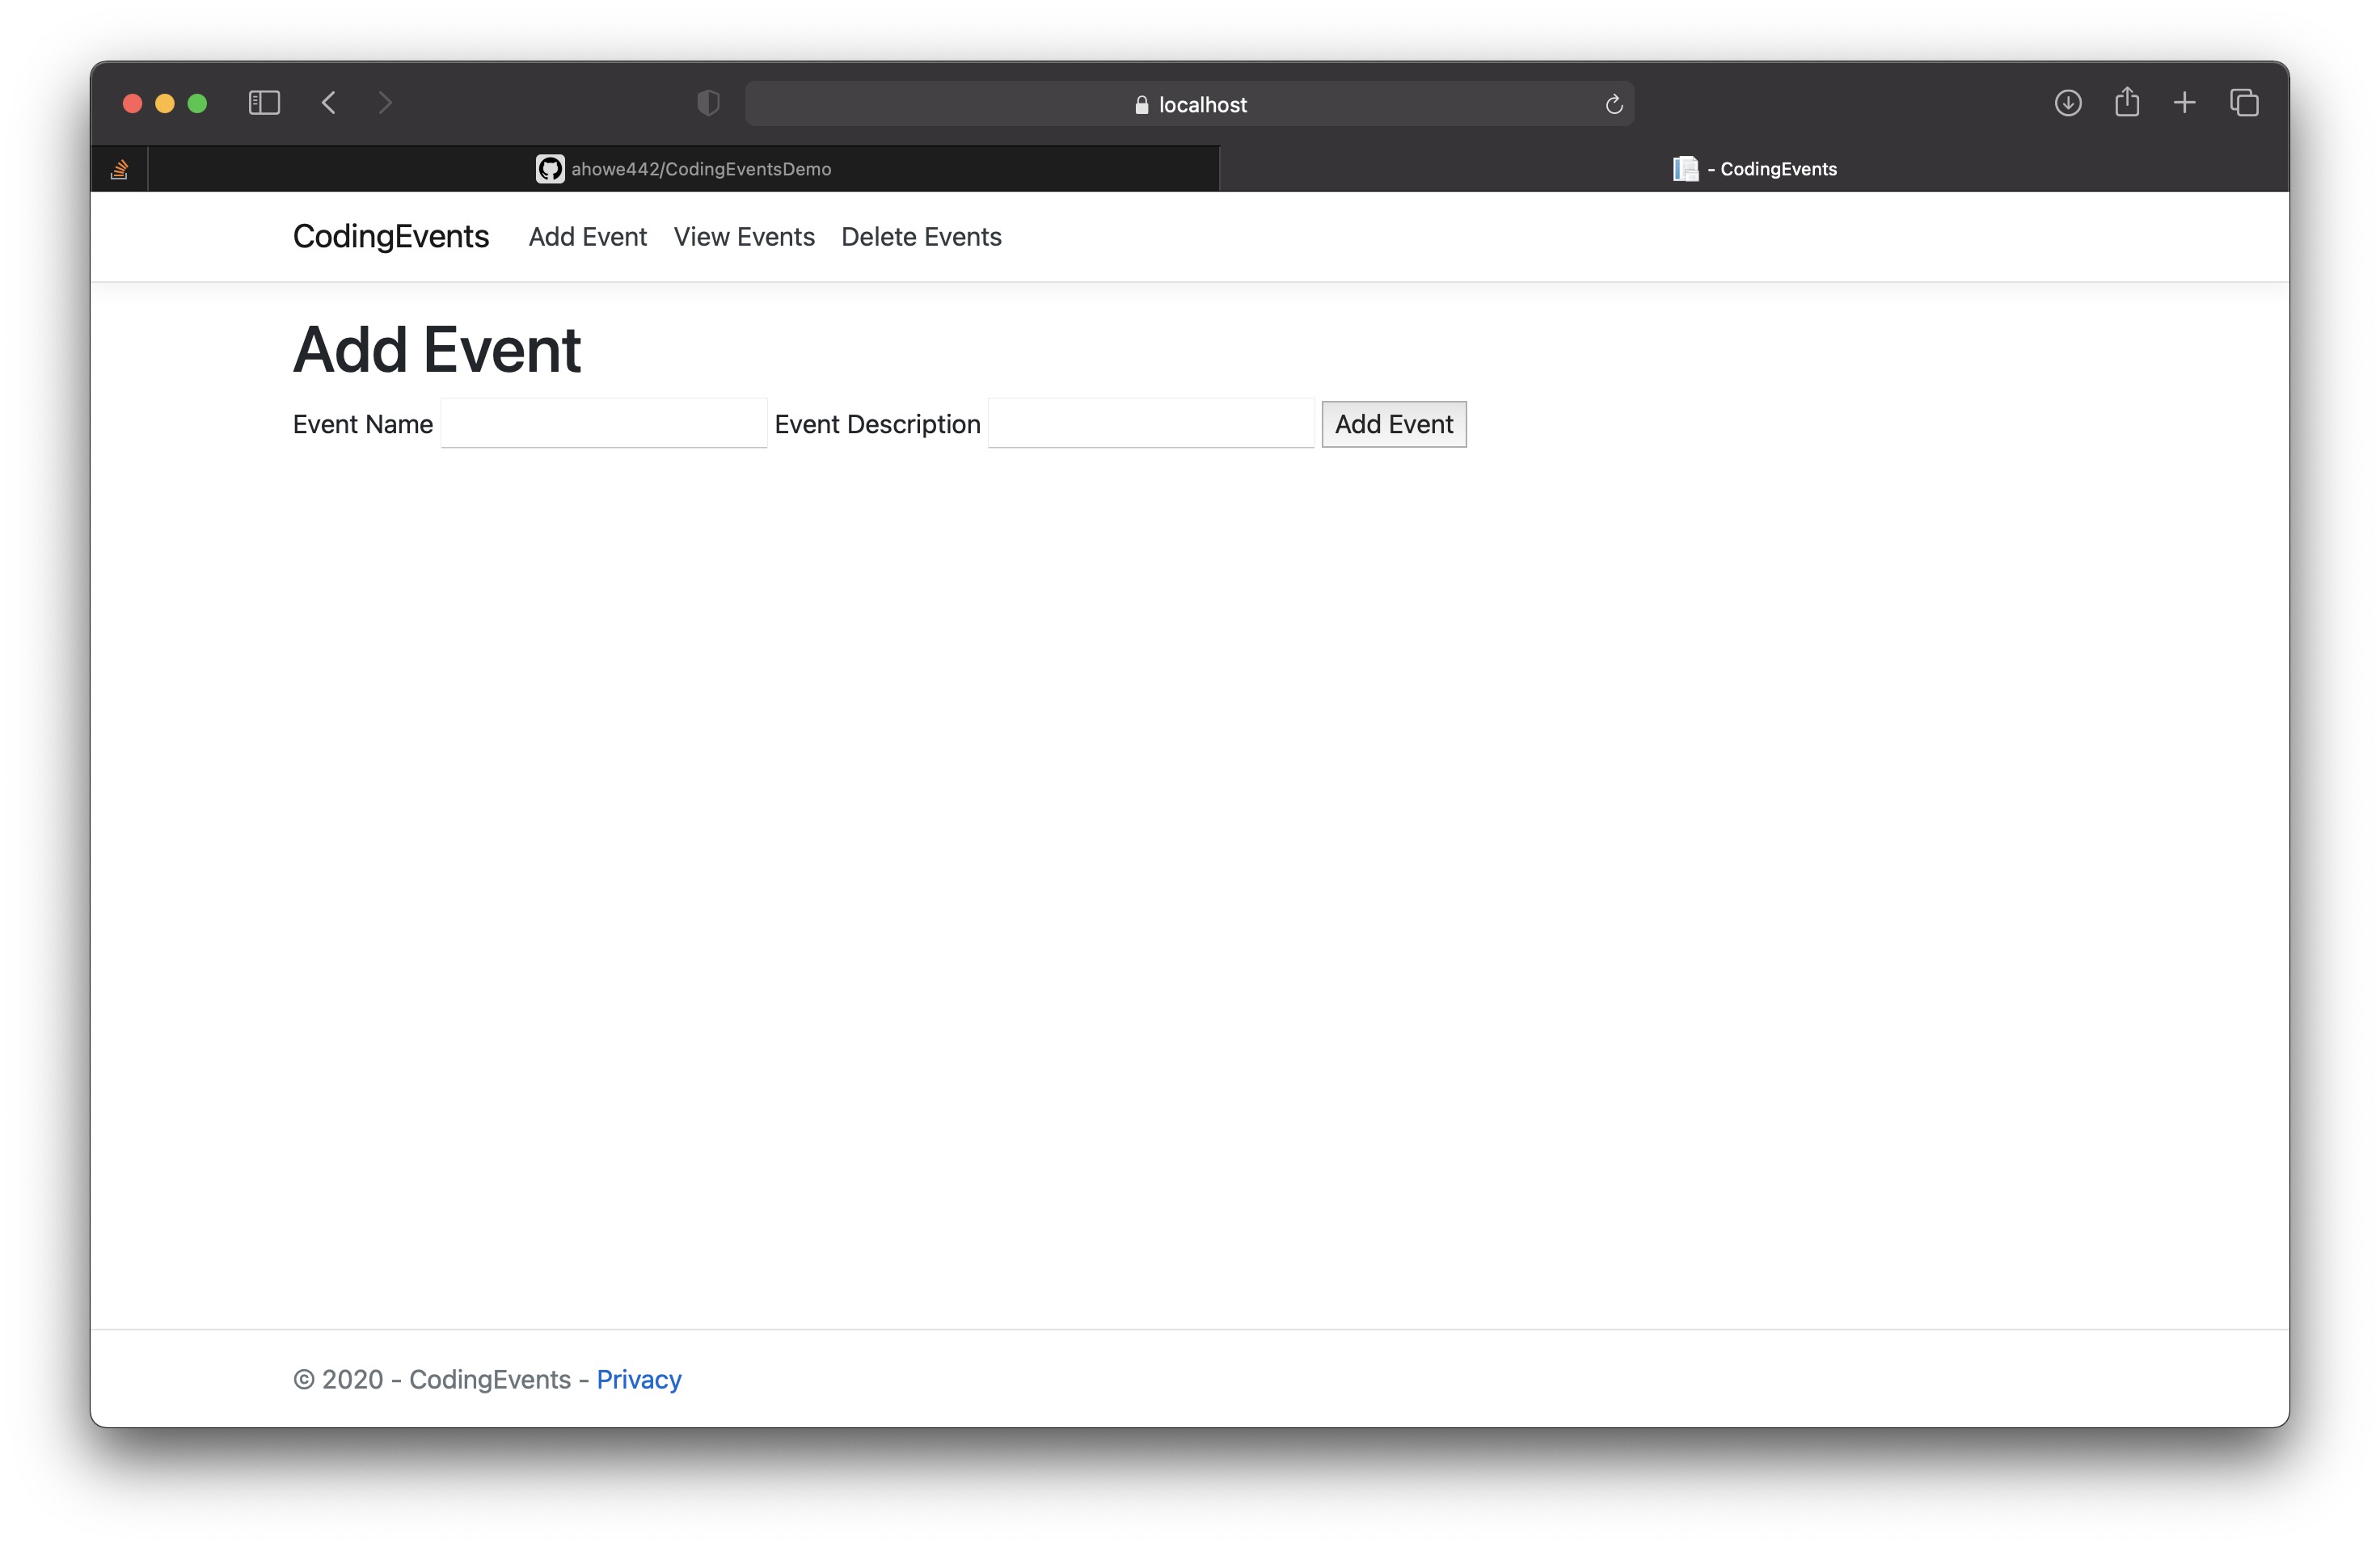 localhost
ahowe442/CodingEventsDemo
- CodingEvents
CodingEvents Add Event View Events Delete Events
Add Event
Event Name Event Description Add Event
© 2020 - CodingEvents - Privacy